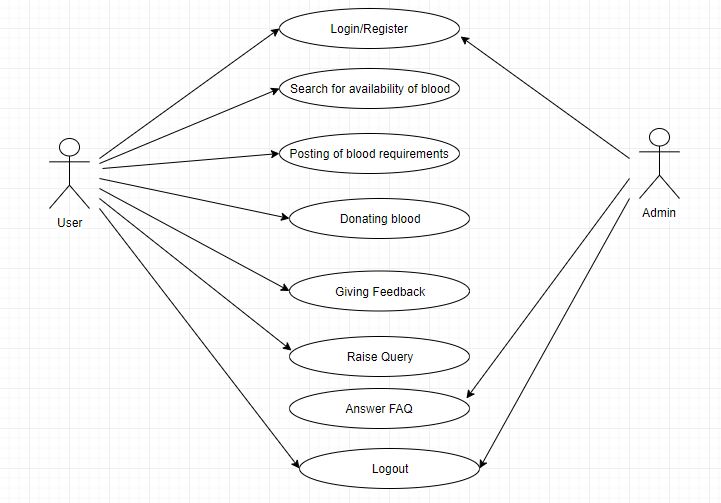 Login/Register
Search for availability of blood
Posting of blood requirements
User
Admin
Donating blood
Giving Feedback
Raise Query
Answer FAQ
Logout